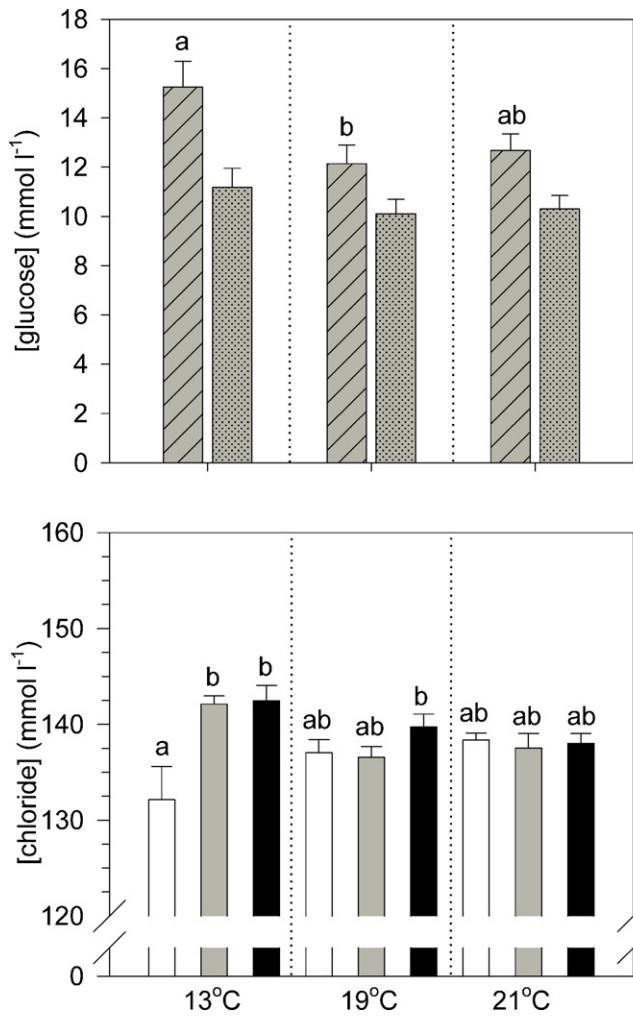 [glucose] (mmol l⁻¹)
18
16
14
12
10
8
6
4
2
0
a
b
ab
[chloride] (mmol l⁻¹)
160
150
140
130
120
0
a
b
b
ab
ab
b
ab
ab
ab
13°C
19°C
21°C